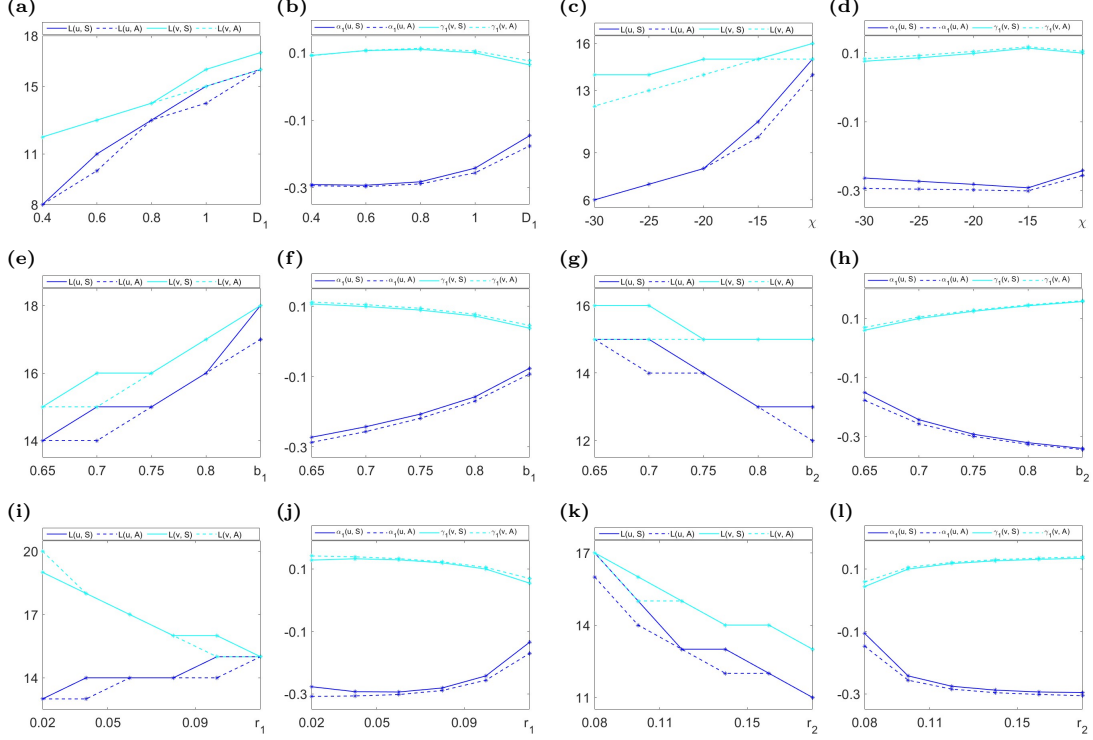 (a)
L(u, S) L(u, A) L(v, S) L(v, A)
18
15
11
8
0.4 0.6 0.8 1 D₁
(b)
α₁(u, S) α₁(u, A) γ₁(v, S) γ₁(v, A)
0.1
-0.1
-0.3
0.4 0.6 0.8 1 D₁
(c)
L(u, S) L(u, A) L(v, S) L(v, A)
16
13
9
6
-30 -25 -20 -15 χ
(d)
α₁(u, S) α₁(u, A) γ₁(v, S) γ₁(v, A)
0.1
-0.1
-0.3
-30 -25 -20 -15 χ
(e)
L(u, S) L(u, A) L(v, S) L(v, A)
18
16
14
0.65 0.7 0.75 0.8 b₁
(f)
α₁(u, S) α₁(u, A) γ₁(v, S) γ₁(v, A)
0.1
-0.1
-0.3
0.65 0.7 0.75 0.8 b₁
(g)
L(u, S) L(u, A) L(v, S) L(v, A)
16
14
12
0.65 0.7 0.75 0.8 b₂
(h)
α₁(u, S) α₁(u, A) γ₁(v, S) γ₁(v, A)
0.1
-0.1
-0.3
0.65 0.7 0.75 0.8 b₂
(i)
L(u, S) L(u, A) L(v, S) L(v, A)
20
17
14
0.02 0.05 0.09 r₁
(j)
α₁(u, S) α₁(u, A) γ₁(v, S) γ₁(v, A)
0.1
-0.1
-0.3
0.02 0.05 0.09 r₁
(k)
L(u, S) L(u, A) L(v, S) L(v, A)
17
14
11
0.08 0.11 0.15 r₂
(l)
α₁(u, S) α₁(u, A) γ₁(v, S) γ₁(v, A)
0.1
-0.1
-0.3
0.08 0.11 0.15 r₂